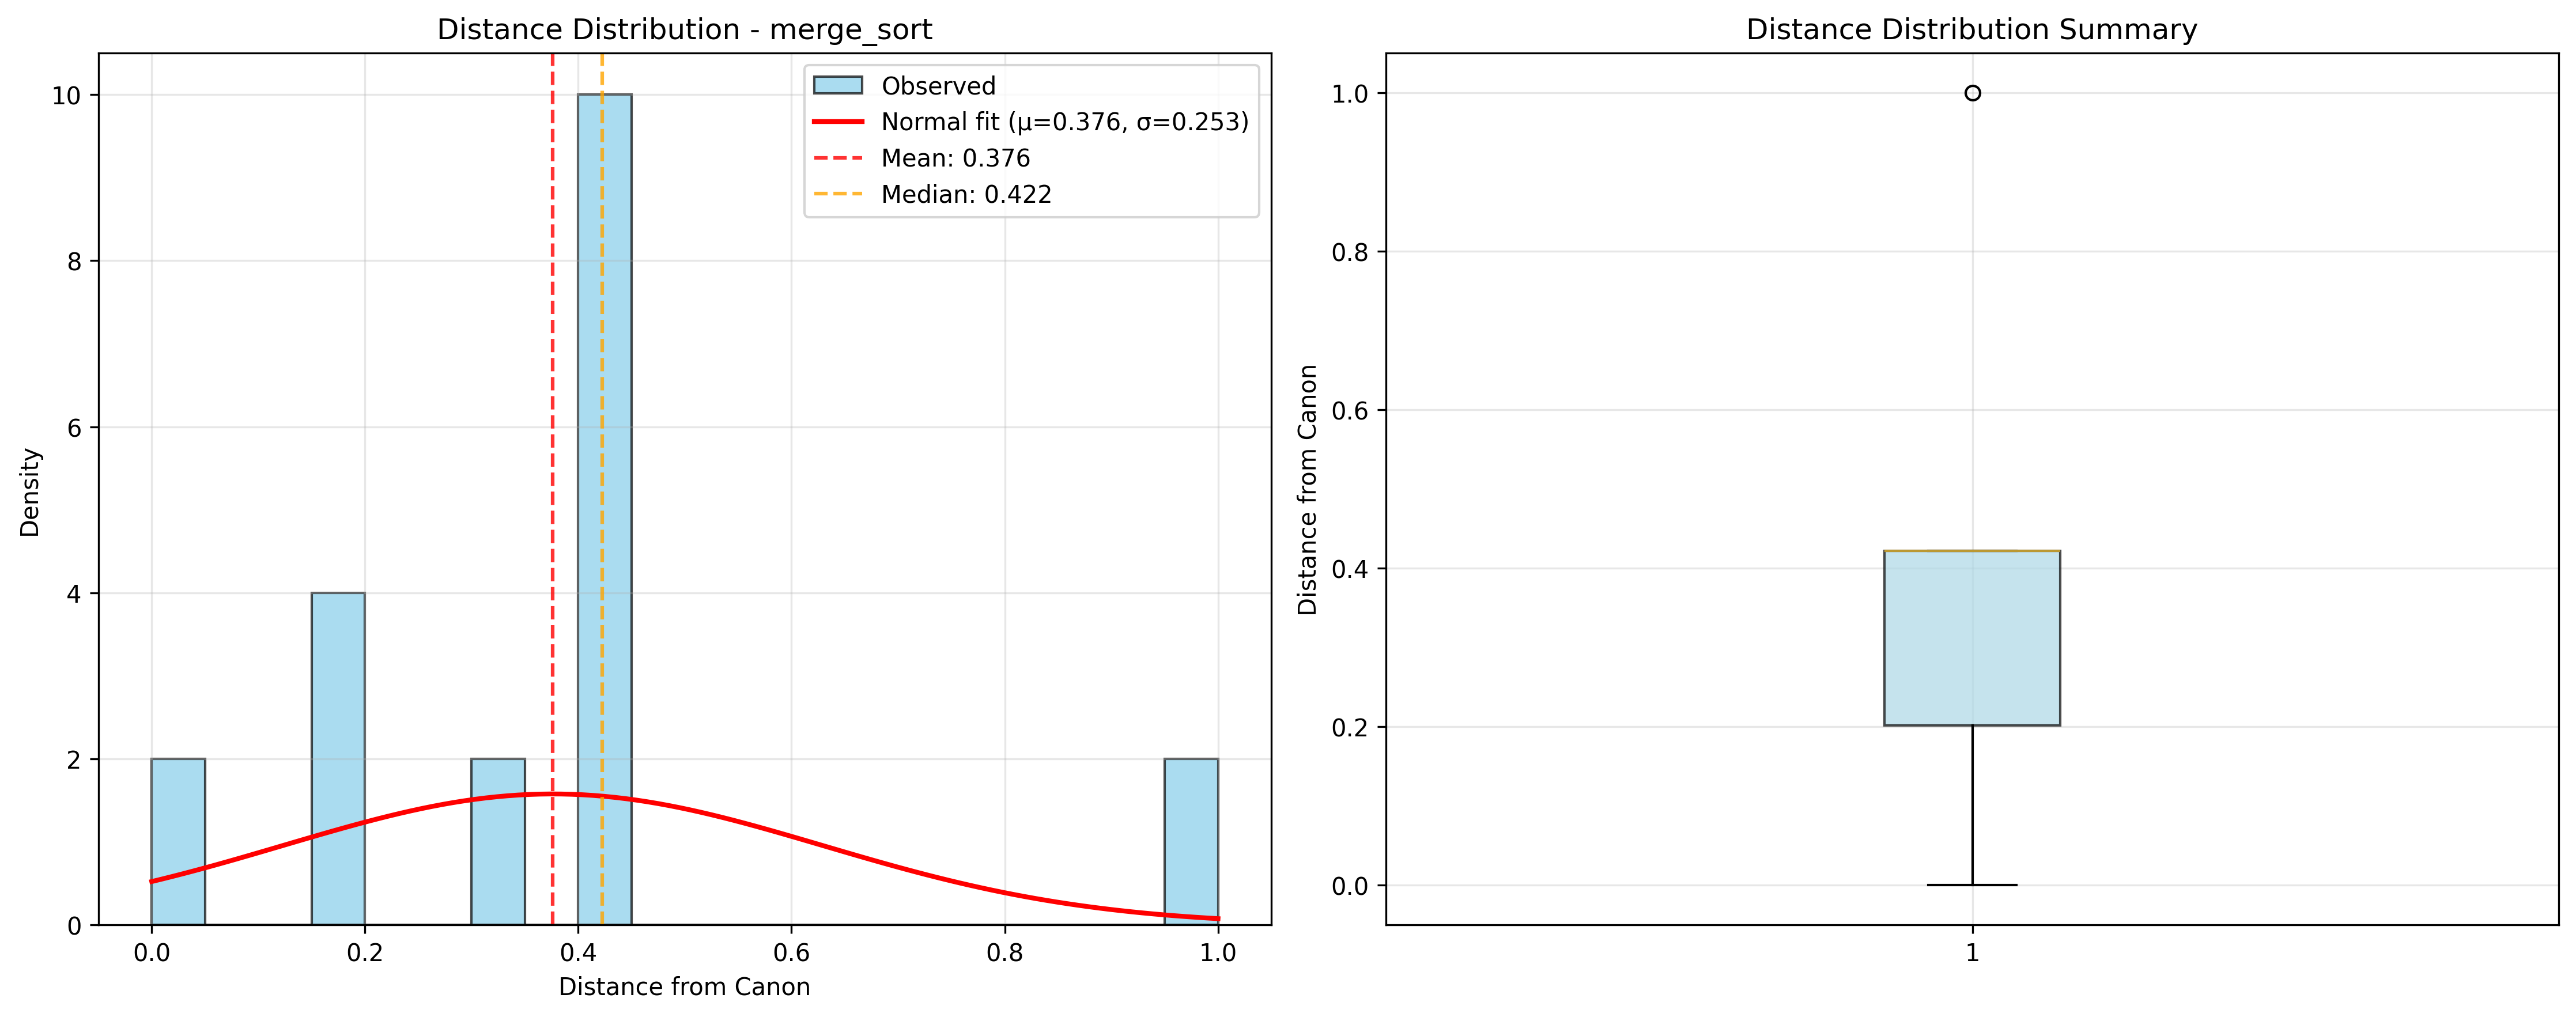 Distance Distribution - merge_sort
Density
10
8
6
4
2
0
Observed
Normal fit (μ=0.376, σ=0.253)
Mean: 0.376
Median: 0.422
0.0 0.2 0.4 0.6 0.8 1.0
Distance from Canon
Distance Distribution Summary
Distance from Canon
1.0
0.8
0.6
0.4
0.2
0.0
1